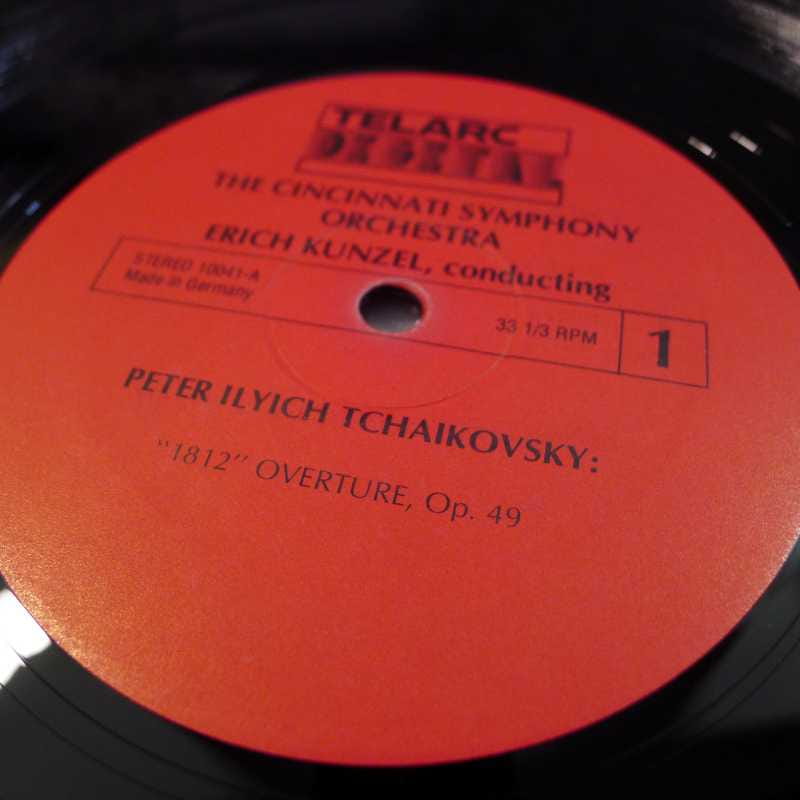 TELARC
DIGITAL
THE CINCINNATI SYMPHONY
ORCHESTRA
ERICH KUNZEL, conducting
STEREO 10041-A
Made in Germany
33 1/3 RPM
1
PETER ILYICH TCHAIKOVSKY:
"1812" OVERTURE, Op. 49